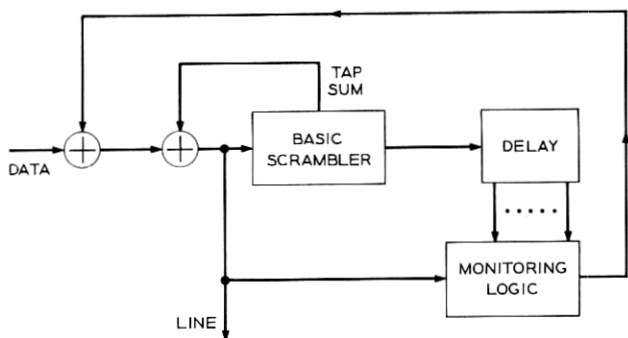 TAP
SUM
BASIC
SCRAMBLER
DELAY
DATA
MONITORING
LOGIC
LINE